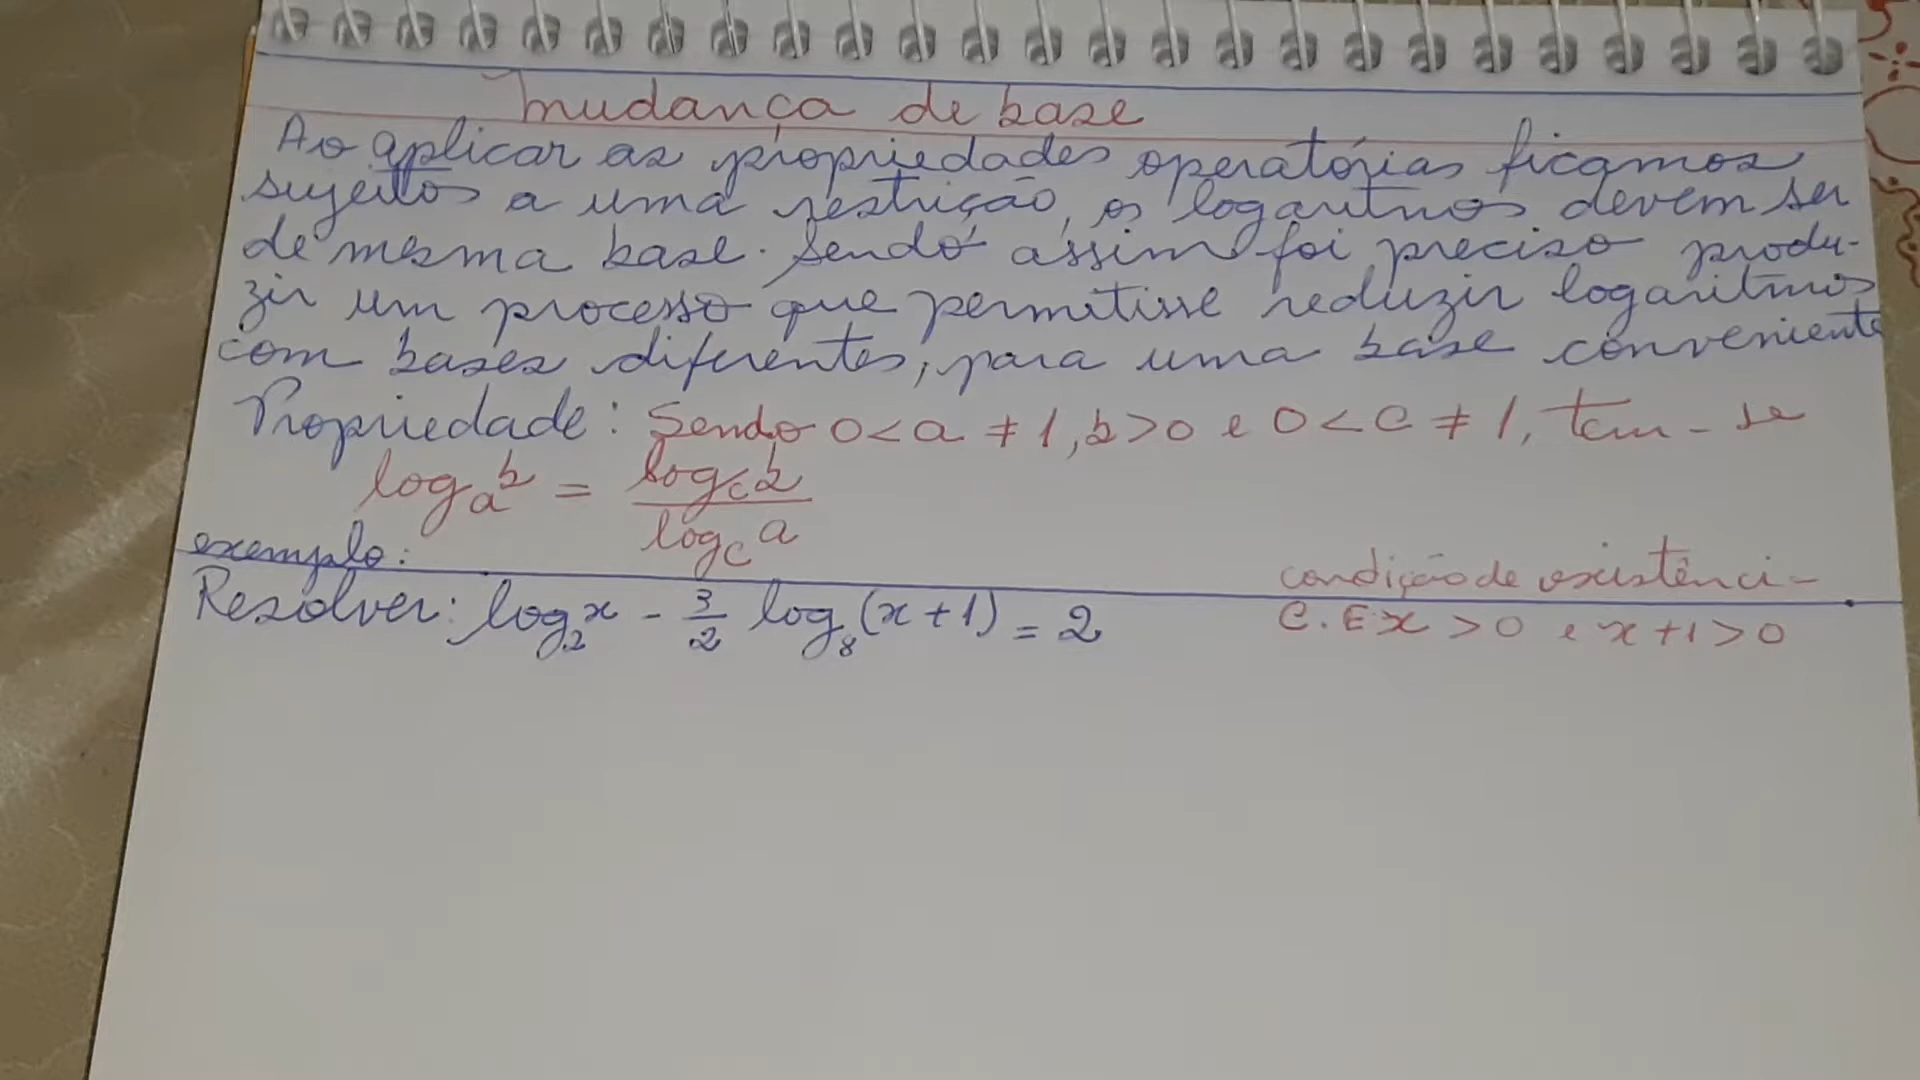 Mudança de base
Ao aplicar as propriedades operatórias ficamos
sujeitos a uma restrição, os logaritmos devem ser
de mesma base. Sendo assim foi preciso produ-
zir um processo que permitisse reduzir logaritmos
com bases diferentes, para uma base conveniente
Propriedade: Sendo 0<a ≠ 1, b>0 e 0<c ≠ 1, tem-se
log_a b = log_c b / log_c a
exemplo:
condição de existênci-
Resolver: log_2 x - 3/2 log_8 (x+1) = 2
C.E x > 0 e x+1 > 0